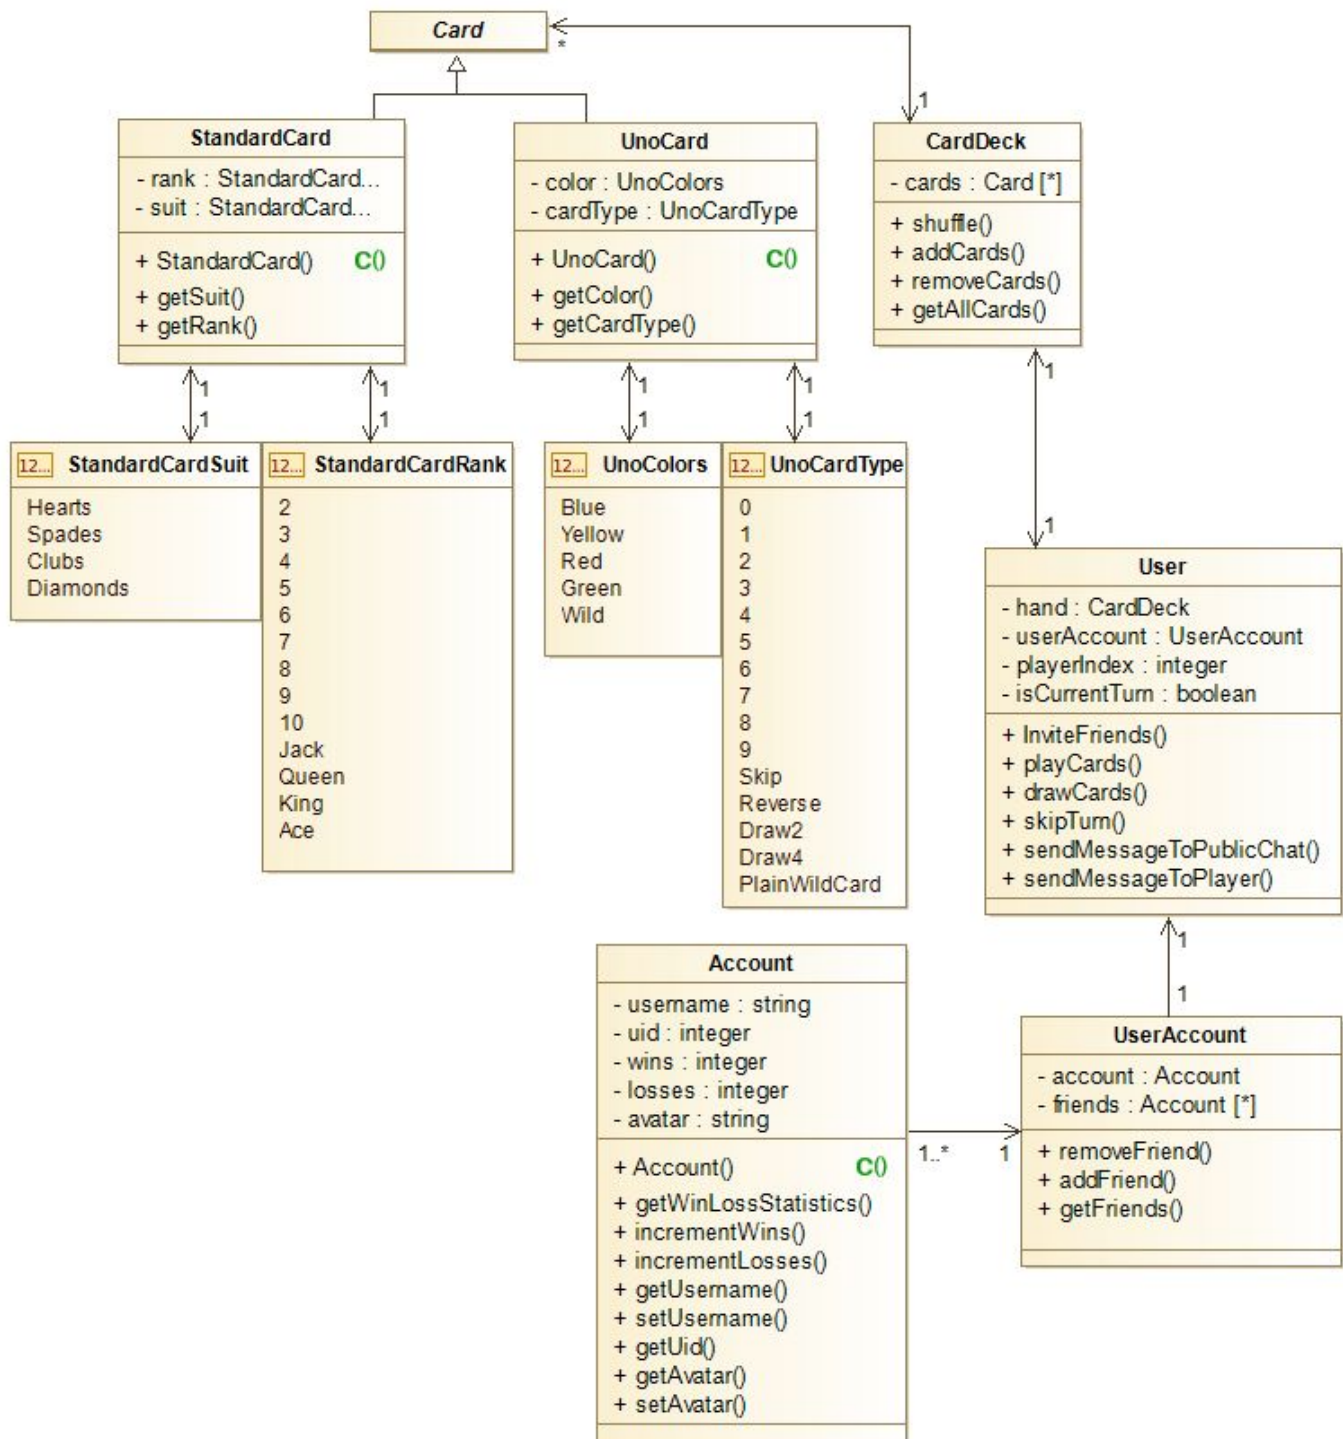 Card
*
1
StandardCard
- rank : StandardCard...
- suit : StandardCard...
+ StandardCard() C()
+ getSuit()
+ getRank()
UnoCard
- color : UnoColors
- cardType : UnoCardType
+ UnoCard() C()
+ getColor()
+ getCardType()
CardDeck
- cards : Card [*]
+ shuffle()
+ addCards()
+ removeCards()
+ getAllCards()
1
1
1
1
1
1
1
1
1
1
12... StandardCardSuit
Hearts
Spades
Clubs
Diamonds
12... StandardCardRank
2
3
4
5
6
7
8
9
10
Jack
Queen
King
Ace
12... UnoColors
Blue
Yellow
Red
Green
Wild
12... UnoCardType
0
1
2
3
4
5
6
7
8
9
Skip
Reverse
Draw2
Draw4
PlainWildCard
User
- hand : CardDeck
- userAccount : UserAccount
- playerIndex : integer
- isCurrentTurn : boolean
+ InviteFriends()
+ playCards()
+ drawCards()
+ skipTurn()
+ sendMessageToPublicChat()
+ sendMessageToPlayer()
1
1
Account
- username : string
- uid : integer
- wins : integer
- losses : integer
- avatar : string
+ Account() C()
+ getWinLossStatistics()
+ incrementWins()
+ incrementLosses()
+ getUsername()
+ setUsername()
+ getUid()
+ getAvatar()
+ setAvatar()
1..* 1
UserAccount
- account : Account
- friends : Account [*]
+ removeFriend()
+ addFriend()
+ getFriends()